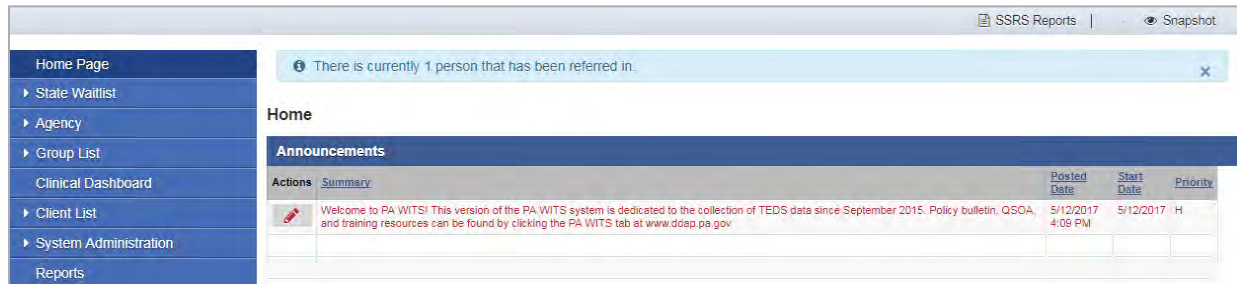 SSRS Reports | Snapshot
Home Page
There is currently 1 person that has been referred in.
State Waitlist
Agency
Group List
Clinical Dashboard
Client List
System Administration
Reports
Home
Announcements
Actions Summary Posted Date Start Date Priority
Welcome to PA WITS! This version of the PA WITS system is dedicated to the collection of TEDS data since September 2015. Policy bulletin, QSOA, 5/12/2017 5/12/2017 H
and training resources can be found by clicking the PA WITS tab at www.ddap.pa.gov 4:09 PM